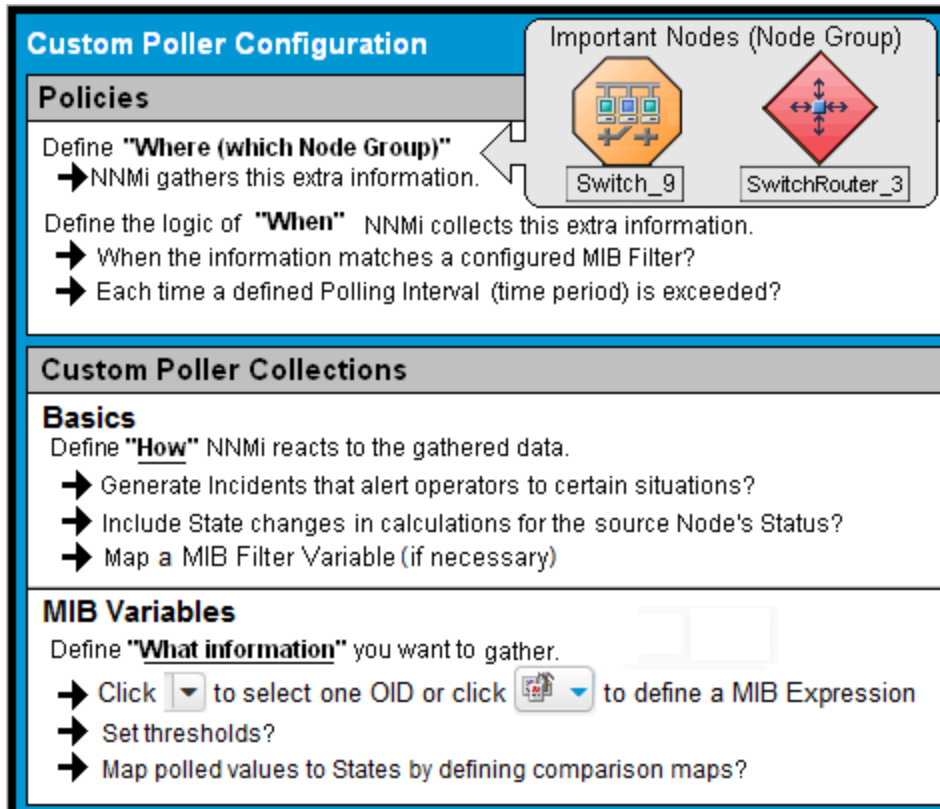 Custom Poller Configuration
Important Nodes (Node Group)
Switch_9
SwitchRouter_3
Policies
Define "Where (which Node Group)"
NNMi gathers this extra information.
Define the logic of "When" NNMi collects this extra information.
When the information matches a configured MIB Filter?
Each time a defined Polling Interval (time period) is exceeded?
Custom Poller Collections
Basics
Define "How" NNMi reacts to the gathered data.
Generate Incidents that alert operators to certain situations?
Include State changes in calculations for the source Node's Status?
Map a MIB Filter Variable (if necessary)
MIB Variables
Define "What information" you want to gather.
Click to select one OID or click to define a MIB Expression
Set thresholds?
Map polled values to States by defining comparison maps?